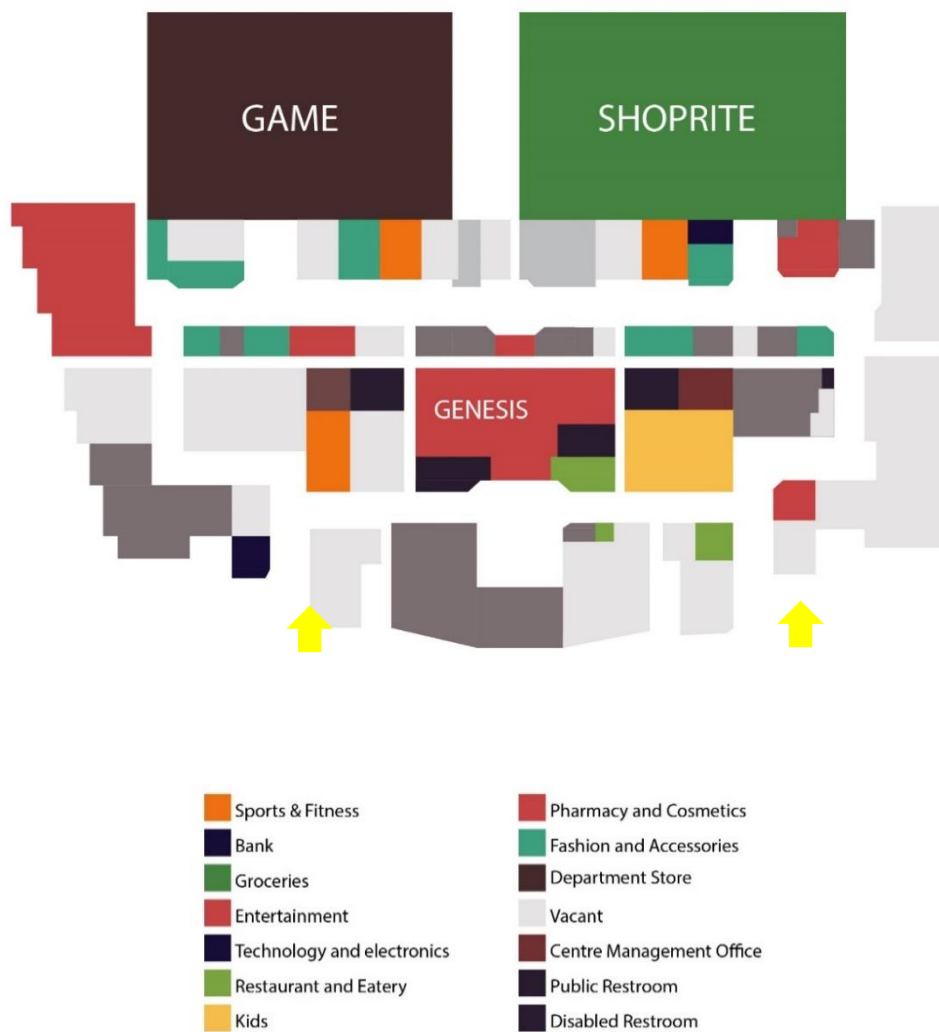 GAME
SHOPRITE
GENESIS
Sports & Fitness
Bank
Groceries
Entertainment
Technology and electronics
Restaurant and Eatery
Kids
Pharmacy and Cosmetics
Fashion and Accessories
Department Store
Vacant
Centre Management Office
Public Restroom
Disabled Restroom